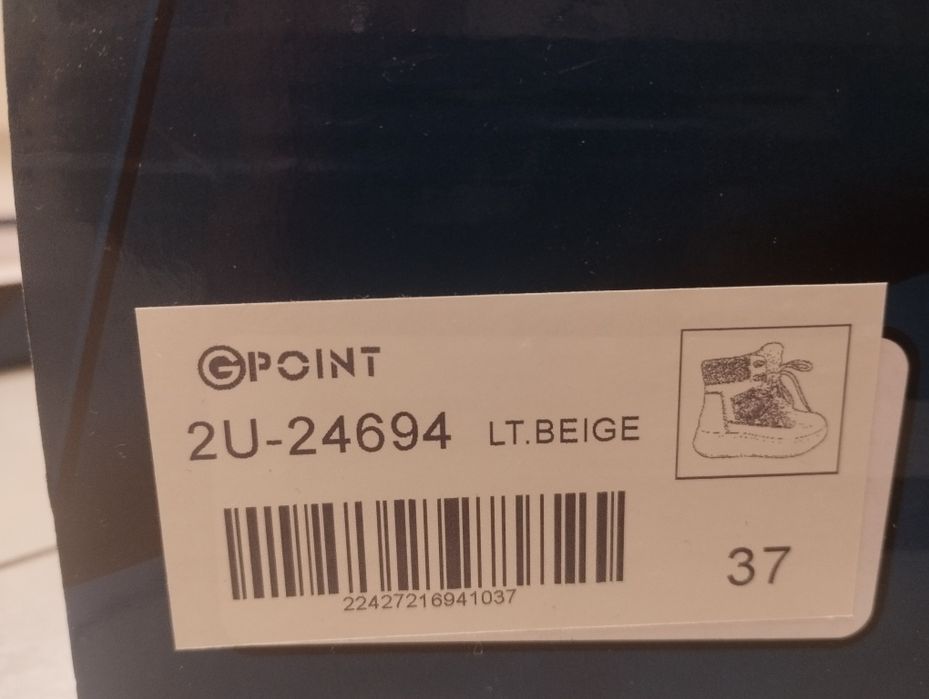 GPOINT
2U-24694 LT.BEIGE
22427216941037
37